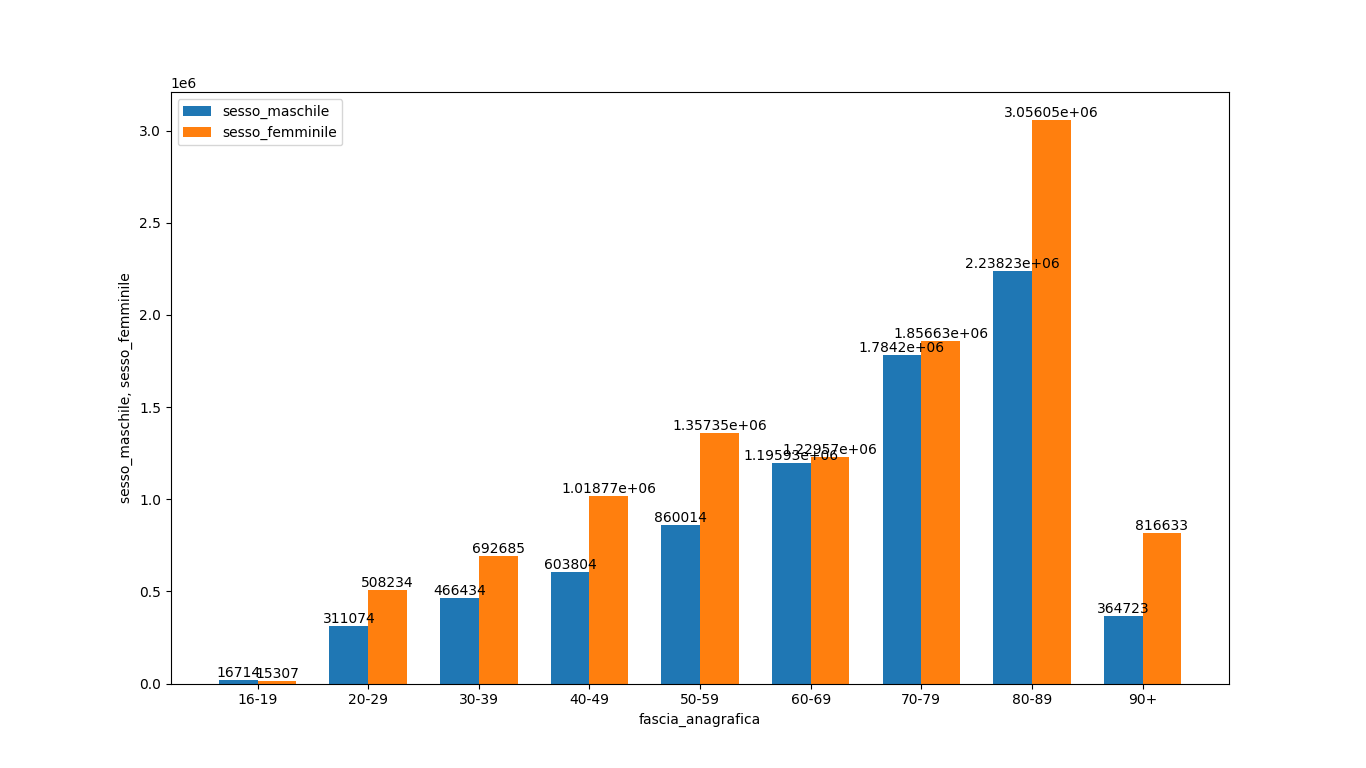 1e6
sesso_maschile
sesso_femminile
3.0
2.5
2.0
1.5
1.0
0.5
0.0
sesso_maschile, sesso_femminile
16714
15307
311074
508234
466434
692685
603804
1.01877e+06
860014
1.35735e+06
1.19593e+06
1.22957e+06
1.7842e+06
1.85663e+06
2.23823e+06
3.05605e+06
364723
816633
16-19 20-29 30-39 40-49 50-59 60-69 70-79 80-89 90+
fascia_anagrafica